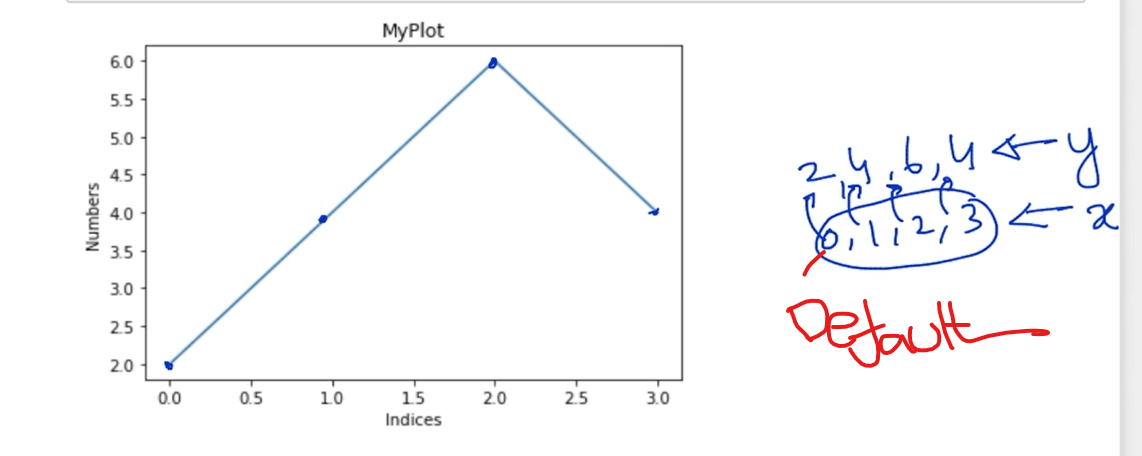 MyPlot
6.0
5.5
5.0
4.5
4.0
3.5
3.0
2.5
2.0
Numbers
0.0 0.5 1.0 1.5 2.0 2.5 3.0
Indices
2, 4, 6, 4 ← y
0, 1, 2, 3 ← x
Default